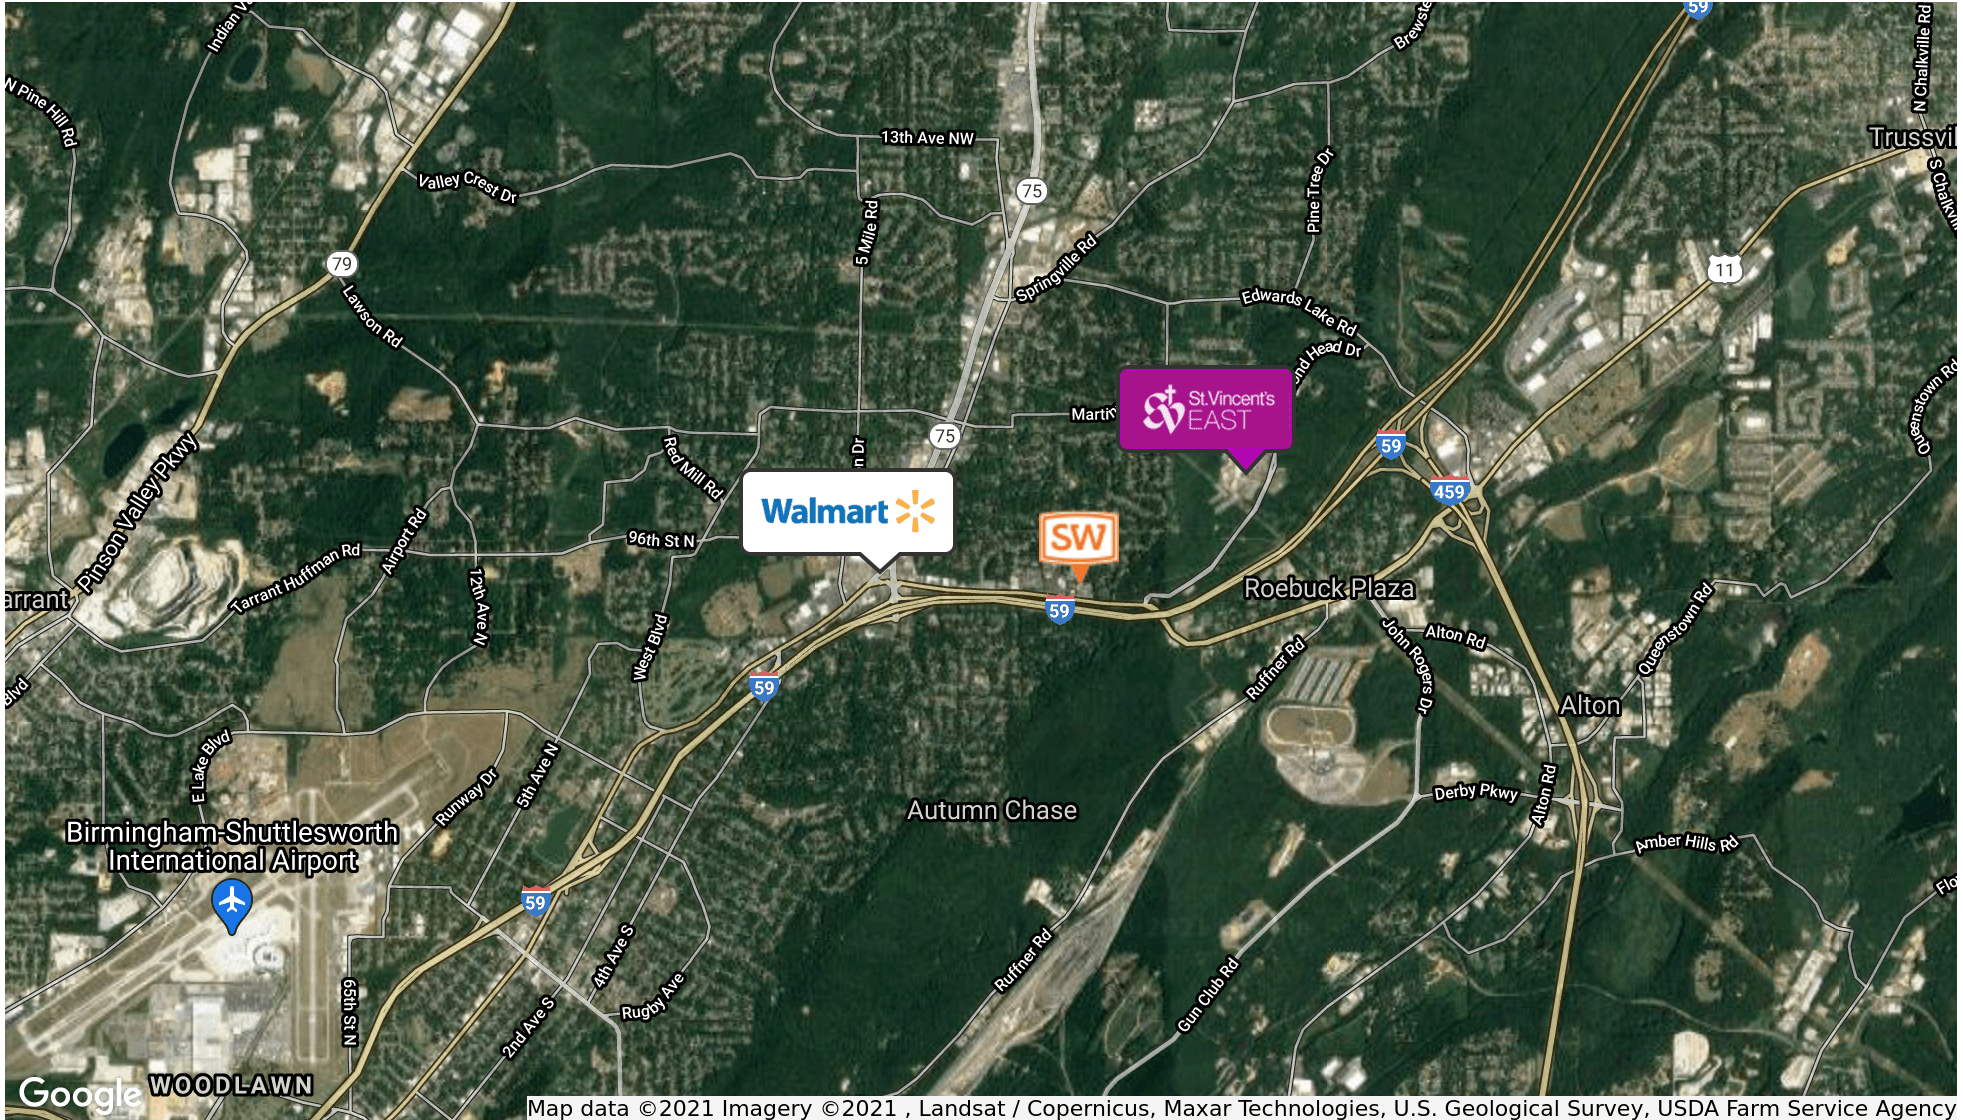 Indian V
59
Brewste
N Chalkville Rd
N Pine Hill Rd
13th Ave NW
Trussvil
Valley Crest Dr
75
Pine Tree Dr
S Chalkvil
5 Mile Rd
79
Springville Rd
11
Lawson Rd
Edwards Lake Rd
ond Head Dr
Queenstown Rd
St.Vincent's
EAST
Martin
75
n Dr
59
Red Mill Rd
459
Pinson Valley Pkwy
Walmart
Airport Rd
96th St N
SW
Tarrant Huffman Rd
12th Ave N
arrant
59
Roebuck Plaza
Queenstown Rd
West Blvd
Ruffner Rd
John Rogers Dr
Alton Rd
Blvd
59
Alton
E Lake Blvd
5th Ave N
Runway Dr
Derby Pkwy
Alton Rd
Autumn Chase
Birmingham-Shuttlesworth
International Airport
Amber Hills Rd
59
Flo
4th Ave S
Ruffner Rd
65th St N
Rugby Ave
Gun Club Rd
2nd Ave S
WOODLAWN
Google
Map data ©2021 Imagery ©2021 , Landsat / Copernicus, Maxar Technologies, U.S. Geological Survey, USDA Farm Service Agency